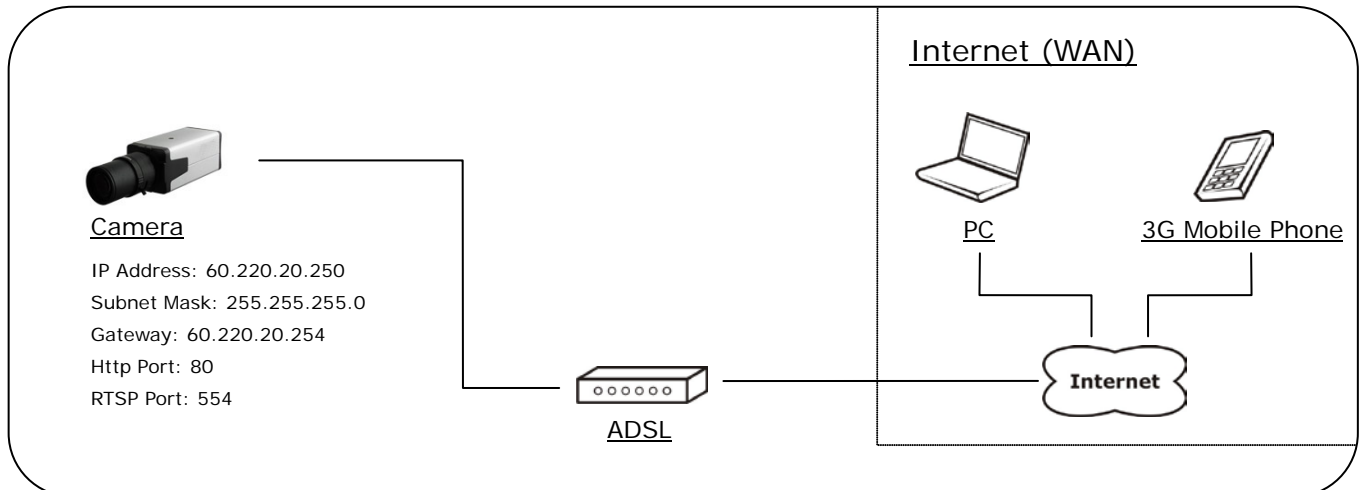 Internet (WAN)
Camera
IP Address: 60.220.20.250
Subnet Mask: 255.255.255.0
Gateway: 60.220.20.254
Http Port: 80
RTSP Port: 554
PC
3G Mobile Phone
Internet
ADSL